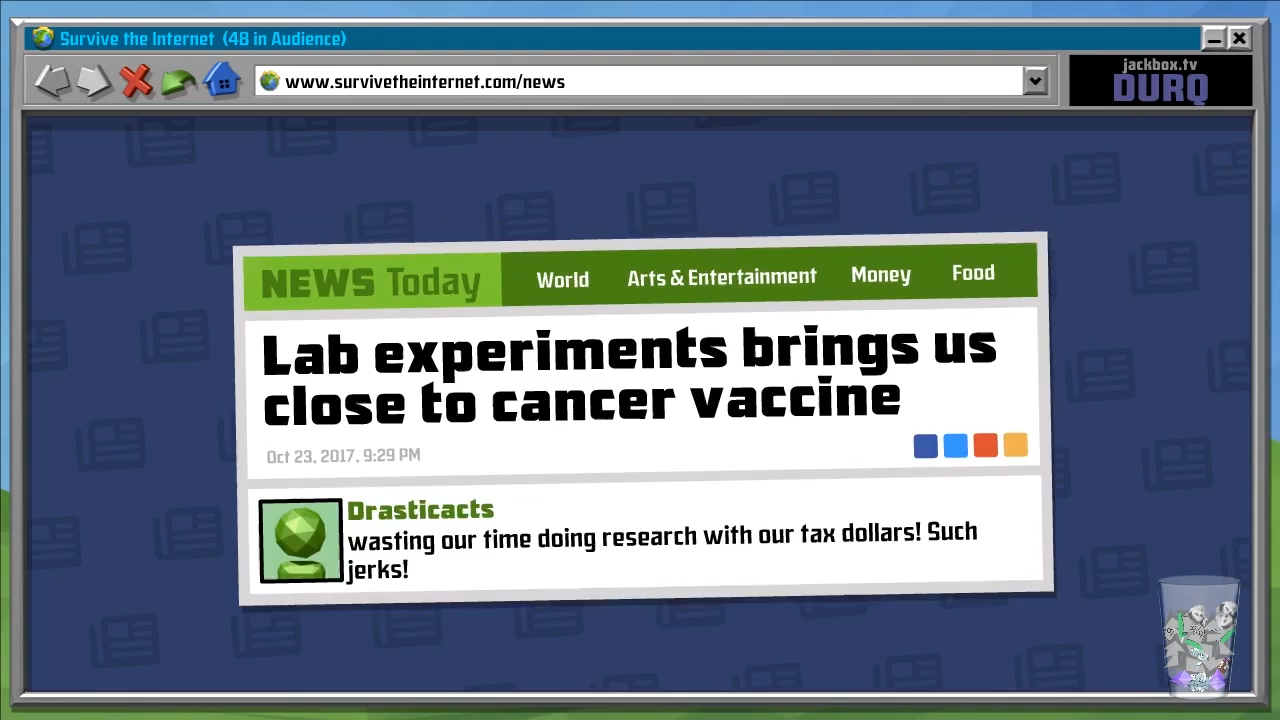 Survive the Internet (48 in Audience)
www.survivetheinternet.com/news
jackbox.tv
DURQ
NEWS Today World Arts & Entertainment Money Food
Lab experiments brings us
close to cancer vaccine
Oct 23, 2017, 9:29 PM
Drasticacts
wasting our time doing research with our tax dollars! Such
jerks!